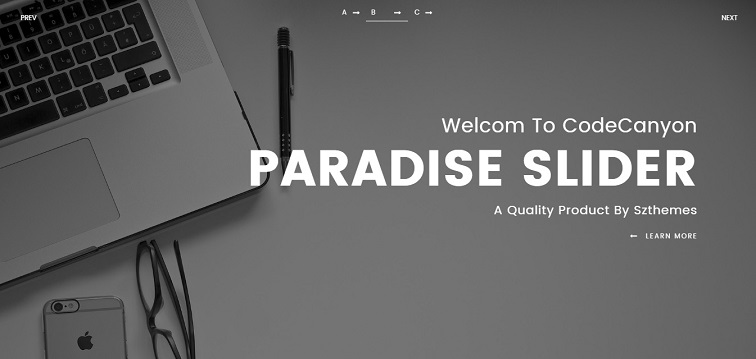 PREV
A → B → C →
NEXT
Welcom To CodeCanyon
PARADISE SLIDER
A Quality Product By Szthemes
← LEARN MORE